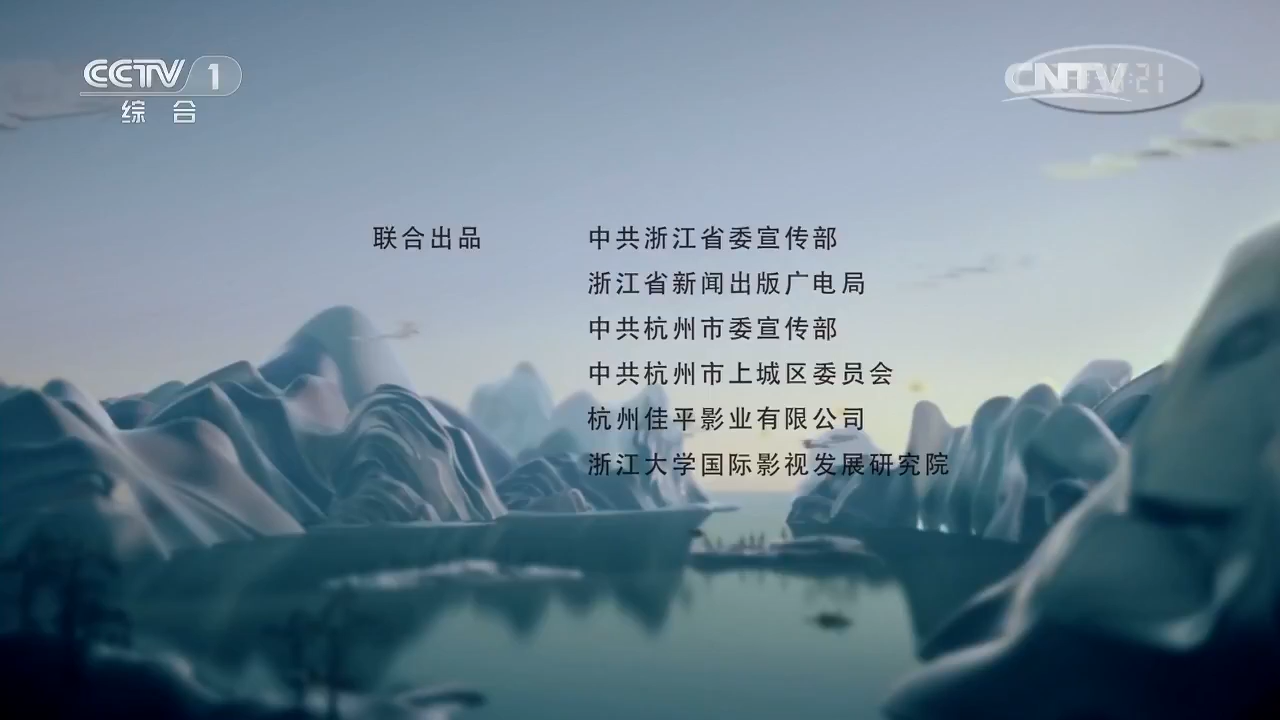 CCTV 1
综合
CNTV
联合出品
中共浙江省委宣传部
浙江省新闻出版广电局
中共杭州市委宣传部
中共杭州市上城区委员会
杭州佳平影业有限公司
浙江大学国际影视发展研究院